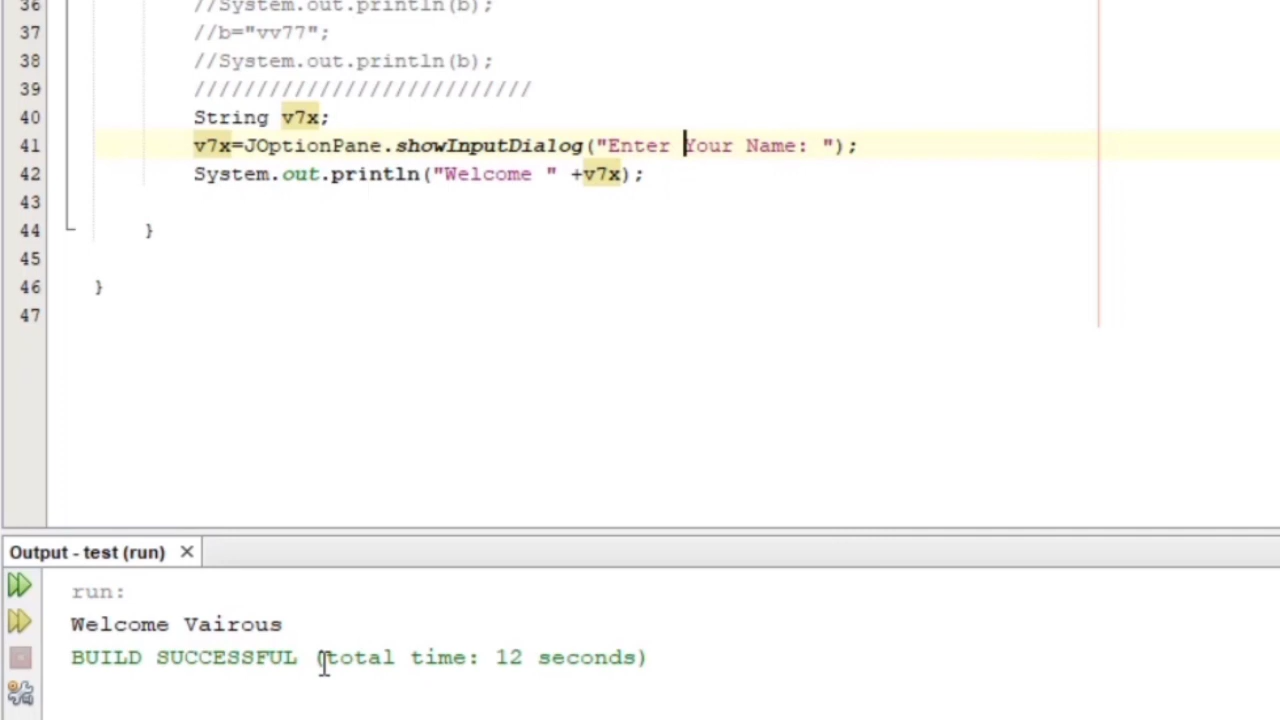 36 //System.out.println(b);
37 //b="vv77";
38 //System.out.println(b);
39 ///////////////////////////
40 String v7x;
41 v7x=JOptionPane.showInputDialog("Enter Your Name: ");
42 System.out.println("Welcome " +v7x);
43
44 }
45
46 }
47
Output - test (run)
run:
Welcome Vairous
BUILD SUCCESSFUL (total time: 12 seconds)